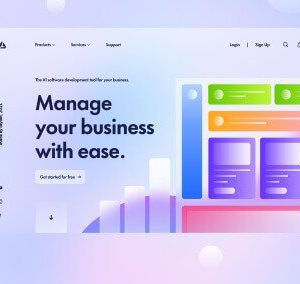 Products
Services
Support
Login | Sign Up
The #1 software development tool for your business.
Manage
your business
with ease.
Get started for free →